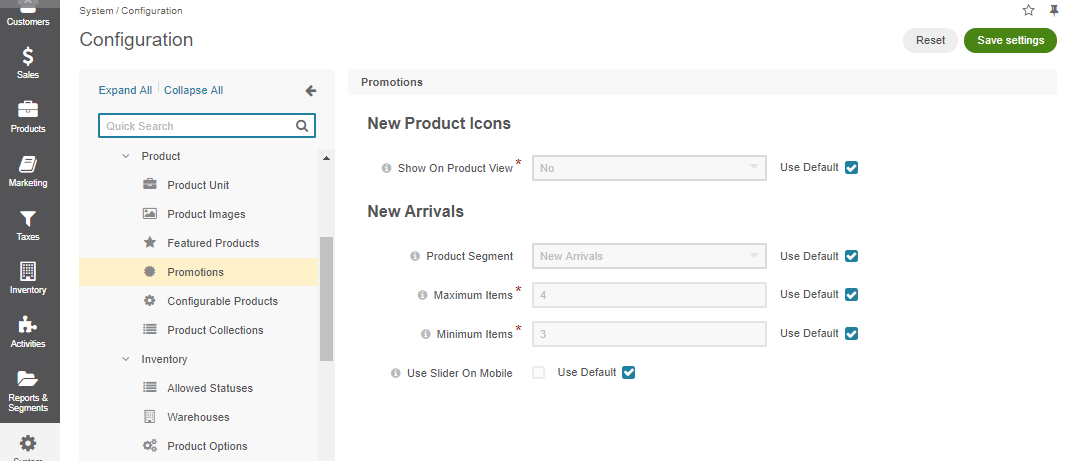 Customers
Sales
Products
Marketing
Taxes
Inventory
Activities
Reports &
Segments
System
System / Configuration
Configuration
Reset
Save settings
Expand All
Collapse All
Quick Search
Product
Product Unit
Product Images
Featured Products
Promotions
Configurable Products
Product Collections
Inventory
Allowed Statuses
Warehouses
Product Options
Promotions
New Product Icons
Show On Product View * No Use Default
New Arrivals
Product Segment New Arrivals Use Default
Maximum Items * 4 Use Default
Minimum Items * 3 Use Default
Use Slider On Mobile Use Default